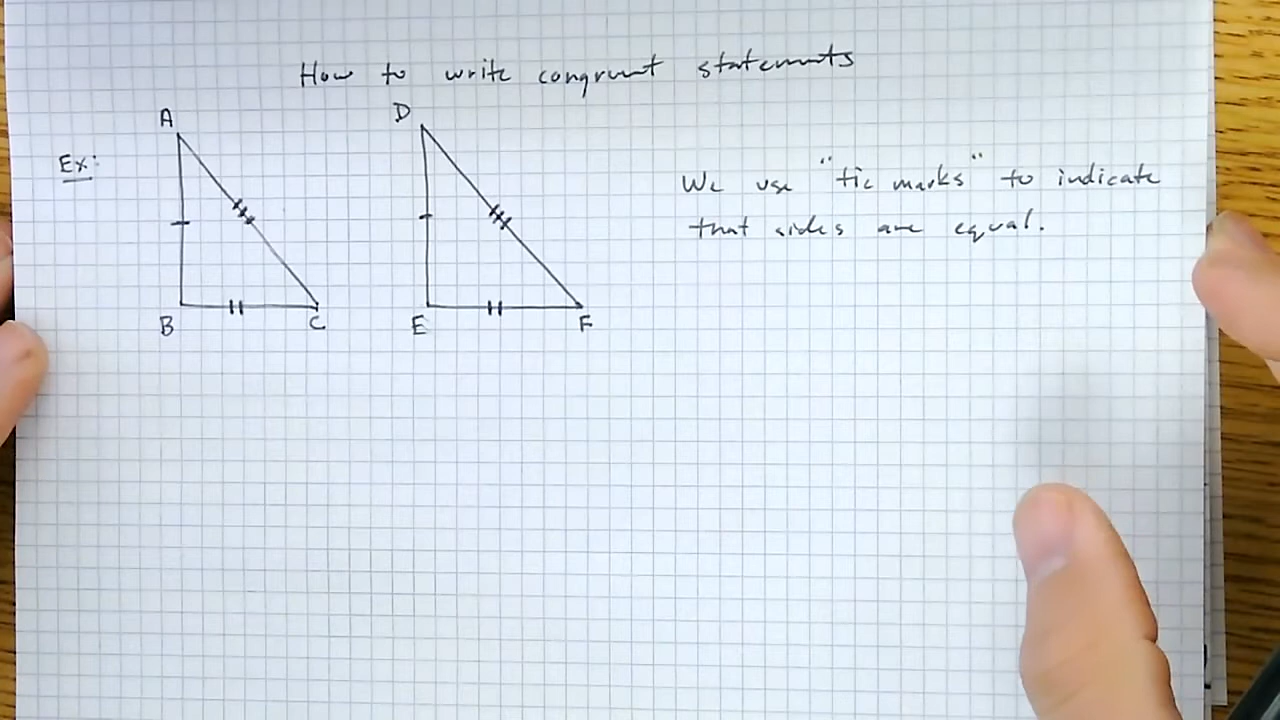 How to write congruent statements
A
D
Ex:
We use "tic marks" to indicate
that sides are equal.
B
C
E
F